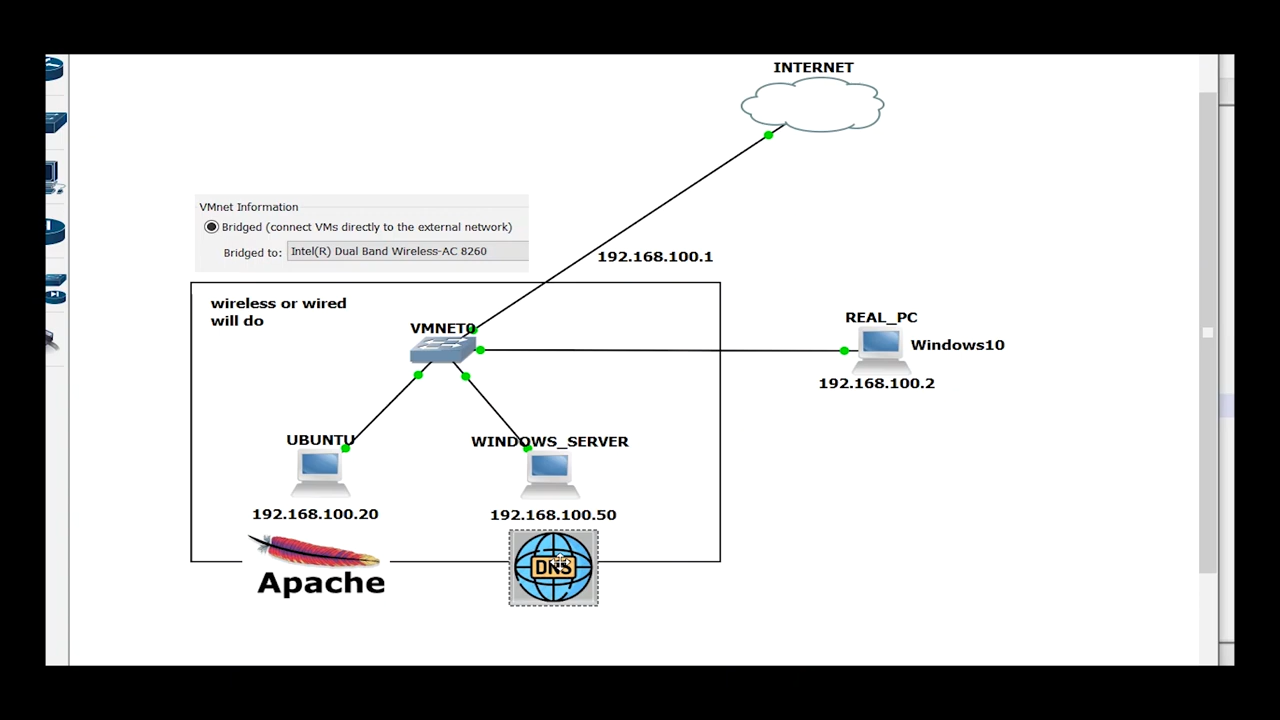 INTERNET
VMnet Information
Bridged (connect VMs directly to the external network)
Bridged to: Intel(R) Dual Band Wireless-AC 8260
192.168.100.1
wireless or wired
will do
VMNET0
REAL_PC
Windows10
192.168.100.2
UBUNTU
WINDOWS_SERVER
192.168.100.20
192.168.100.50
Apache
DNS